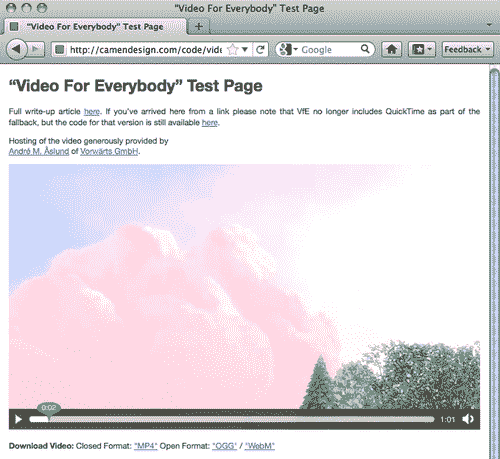 "Video For Everybody" Test Page
"Video For Everybody" Test Page
http://camendesign.com/code/vide
Google
Feedback
“Video For Everybody” Test Page
Full write-up article here. If you've arrived here from a link please note that VfE no longer includes QuickTime as part of the
fallback, but the code for that version is still available here.
Hosting of the video generously provided by
André M. Åslund of Vorwärts GmbH.
0:02
1:01
Download Video: Closed Format: "MP4" Open Format: "OGG" / "WebM"